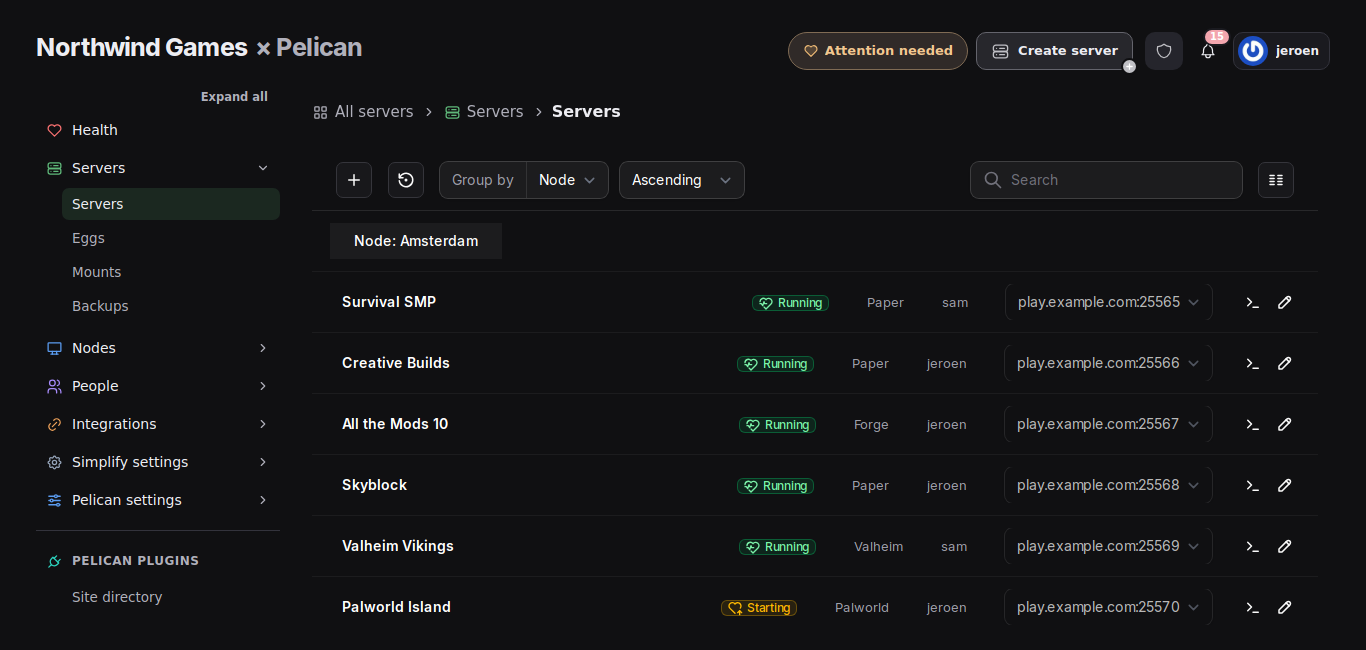 Northwind Games × Pelican
Attention needed
Create server
15
jeroen
Expand all
Health
Servers
Servers
Eggs
Mounts
Backups
Nodes
People
Integrations
Simplify settings
Pelican settings
PELICAN PLUGINS
Site directory
All servers > Servers > Servers
Group by Node Ascending Search
Node: Amsterdam
Survival SMP Running Paper sam play.example.com:25565
Creative Builds Running Paper jeroen play.example.com:25566
All the Mods 10 Running Forge jeroen play.example.com:25567
Skyblock Running Paper jeroen play.example.com:25568
Valheim Vikings Running Valheim sam play.example.com:25569
Palworld Island Starting Palworld jeroen play.example.com:25570